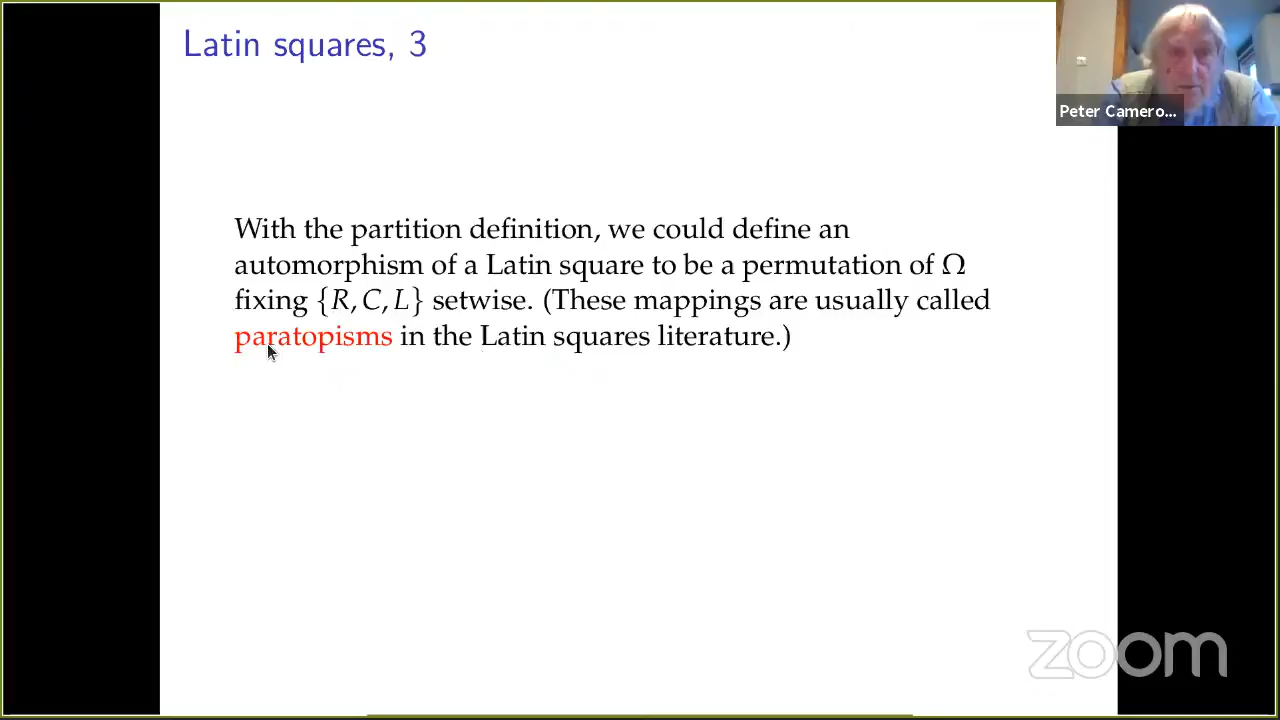 Latin squares, 3
Peter Camero...
With the partition definition, we could define an
automorphism of a Latin square to be a permutation of Ω
fixing {R, C, L} setwise. (These mappings are usually called
paratopisms in the Latin squares literature.)
zoom